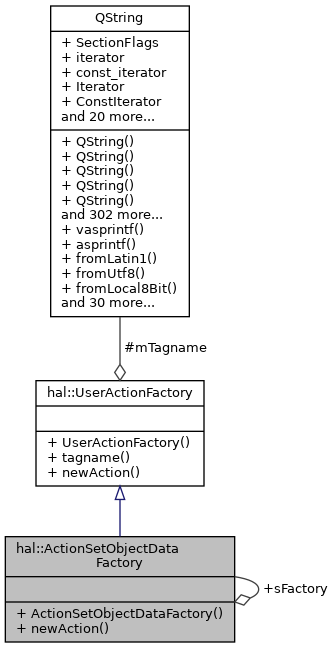 QString
+ SectionFlags
+ iterator
+ const_iterator
+ Iterator
+ ConstIterator
and 20 more...
+ QString()
+ QString()
+ QString()
+ QString()
+ QString()
and 302 more...
+ vasprintf()
+ asprintf()
+ fromLatin1()
+ fromUtf8()
+ fromLocal8Bit()
and 30 more...
#mTagname
hal::UserActionFactory
+ UserActionFactory()
+ tagname()
+ newAction()
hal::ActionSetObjectData
Factory
+sFactory
+ ActionSetObjectDataFactory()
+ newAction()